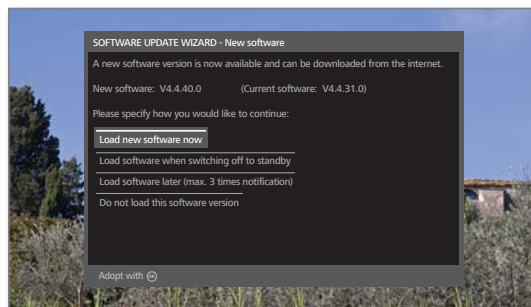 SOFTWARE UPDATE WIZARD - New software
A new software version is now available and can be downloaded from the internet.
New software: V4.4.40.0 (Current software: V4.4.31.0)
Please specify how you would like to continue:
Load new software now
Load software when switching off to standby
Load software later (max. 3 times notification)
Do not load this software version
Adopt with OK